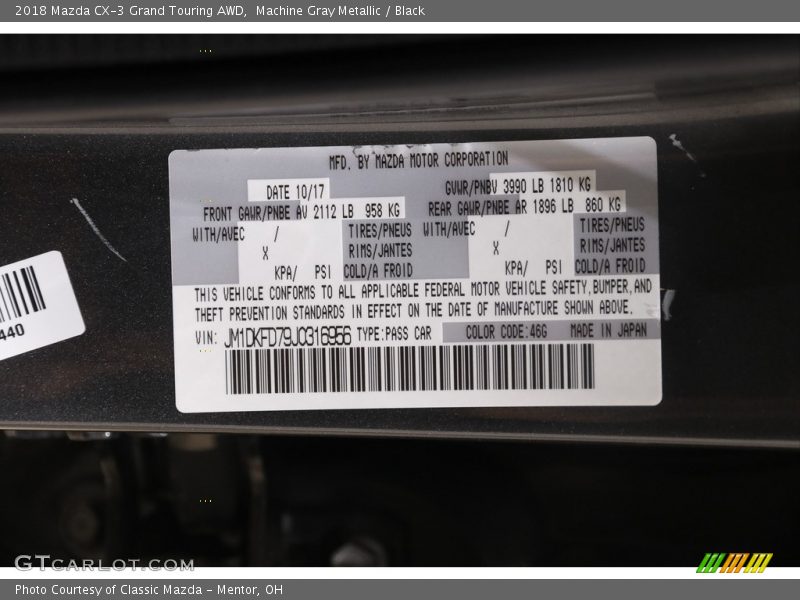 2018 Mazda CX-3 Grand Touring AWD, Machine Gray Metallic / Black
MFD. BY MAZDA MOTOR CORPORATION
DATE 10/17 GVWR/PNBV 3990 LB 1810 KG
FRONT GAWR/PNBE AV 2112 LB 958 KG REAR GAWR/PNBE AR 1896 LB 860 KG
WITH/AVEC / TIRES/PNEUS WITH/AVEC / TIRES/PNEUS
X RIMS/JANTES X RIMS/JANTES
KPA/ PSI COLD/A FROID KPA/ PSI COLD/A FROID
THIS VEHICLE CONFORMS TO ALL APPLICABLE FEDERAL MOTOR VEHICLE SAFETY, BUMPER, AND
THEFT PREVENTION STANDARDS IN EFFECT ON THE DATE OF MANUFACTURE SHOWN ABOVE.
VIN: JM1DKFD79J0316956 TYPE:PASS CAR COLOR CODE:46G MADE IN JAPAN
440
GTCARLOT.COM
Photo Courtesy of Classic Mazda - Mentor, OH